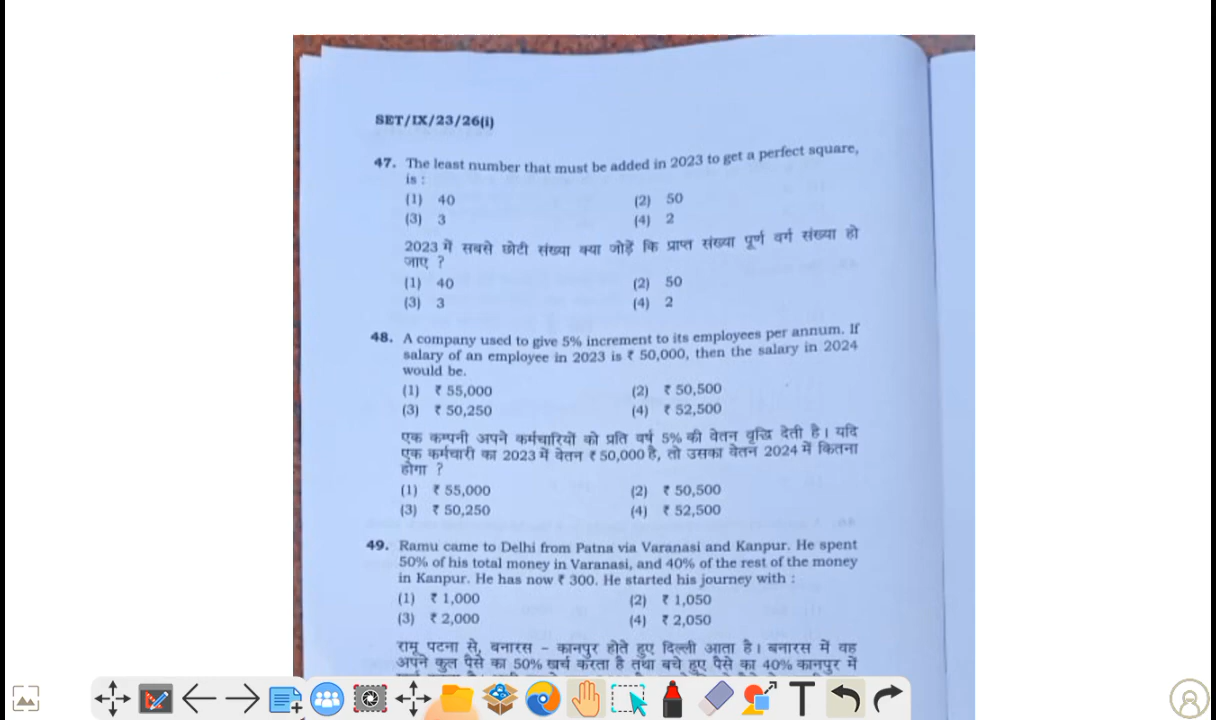 SET/IX/23/26(i)
47. The least number that must be added in 2023 to get a perfect square,
is :
(1) 40 (2) 50
(3) 3 (4) 2
2023 में सबसे छोटी संख्या क्या जोड़ें कि प्राप्त संख्या पूर्ण वर्ग संख्या हो
जाए ?
(1) 40 (2) 50
(3) 3 (4) 2
48. A company used to give 5% increment to its employees per annum. If
salary of an employee in 2023 is ₹ 50,000, then the salary in 2024
would be.
(1) ₹ 55,000 (2) ₹ 50,500
(3) ₹ 50,250 (4) ₹ 52,500
एक कम्पनी अपने कर्मचारियों को प्रति वर्ष 5% की वेतन वृद्धि देती है । यदि
एक कर्मचारी का 2023 में वेतन ₹ 50,000 है, तो उसका वेतन 2024 में कितना
होगा ?
(1) ₹ 55,000 (2) ₹ 50,500
(3) ₹ 50,250 (4) ₹ 52,500
49. Ramu came to Delhi from Patna via Varanasi and Kanpur. He spent
50% of his total money in Varanasi, and 40% of the rest of the money
in Kanpur. He has now ₹ 300. He started his journey with :
(1) ₹ 1,000 (2) ₹ 1,050
(3) ₹ 2,000 (4) ₹ 2,050
रामू पटना से, बनारस – कानपुर होते हुए दिल्ली आता है । बनारस में वह
अपने कुल पैसे का 50% खर्च करता है तथा बचे हुए पैसे का 40% कानपुर में